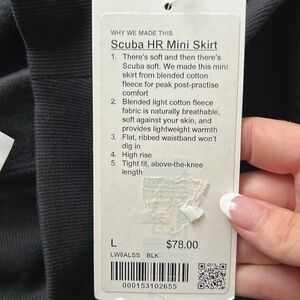 WHY WE MADE THIS
Scuba HR Mini Skirt
1. There's soft and then there's
Scuba soft. We made this mini
skirt from blended cotton
fleece for peak post-practise
comfort
2. Blended light cotton fleece
fabric is naturally breathable,
soft against your skin, and
provides lightweight warmth
3. Flat, ribbed waistband won't
dig in
4. High rise
5. Tight fit, above-the-knee
length
L $78.00
LW8ALSS BLK
000153102655